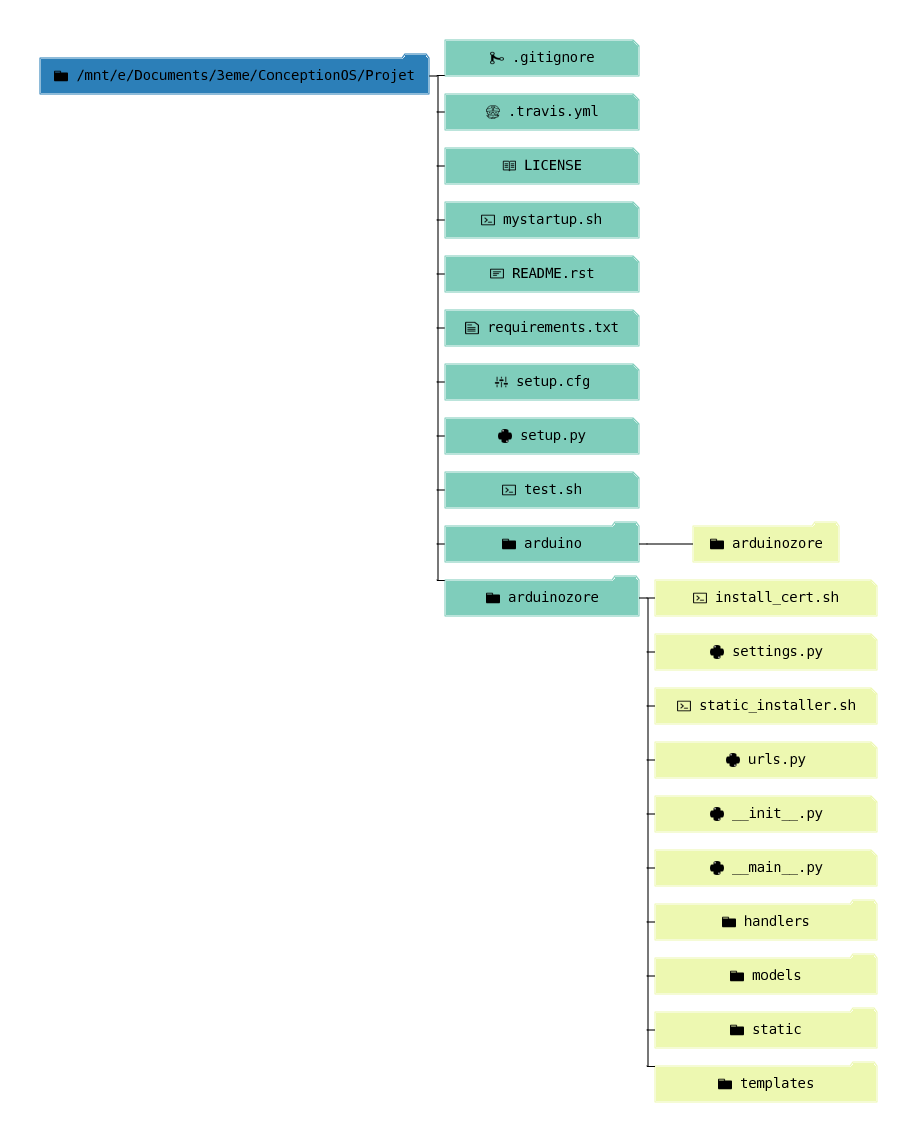 /mnt/e/Documents/3eme/ConceptionOS/Projet
.gitignore
.travis.yml
LICENSE
mystartup.sh
README.rst
requirements.txt
setup.cfg
setup.py
test.sh
arduino
arduinozore
arduinozore
install_cert.sh
settings.py
static_installer.sh
urls.py
__init__.py
__main__.py
handlers
models
static
templates